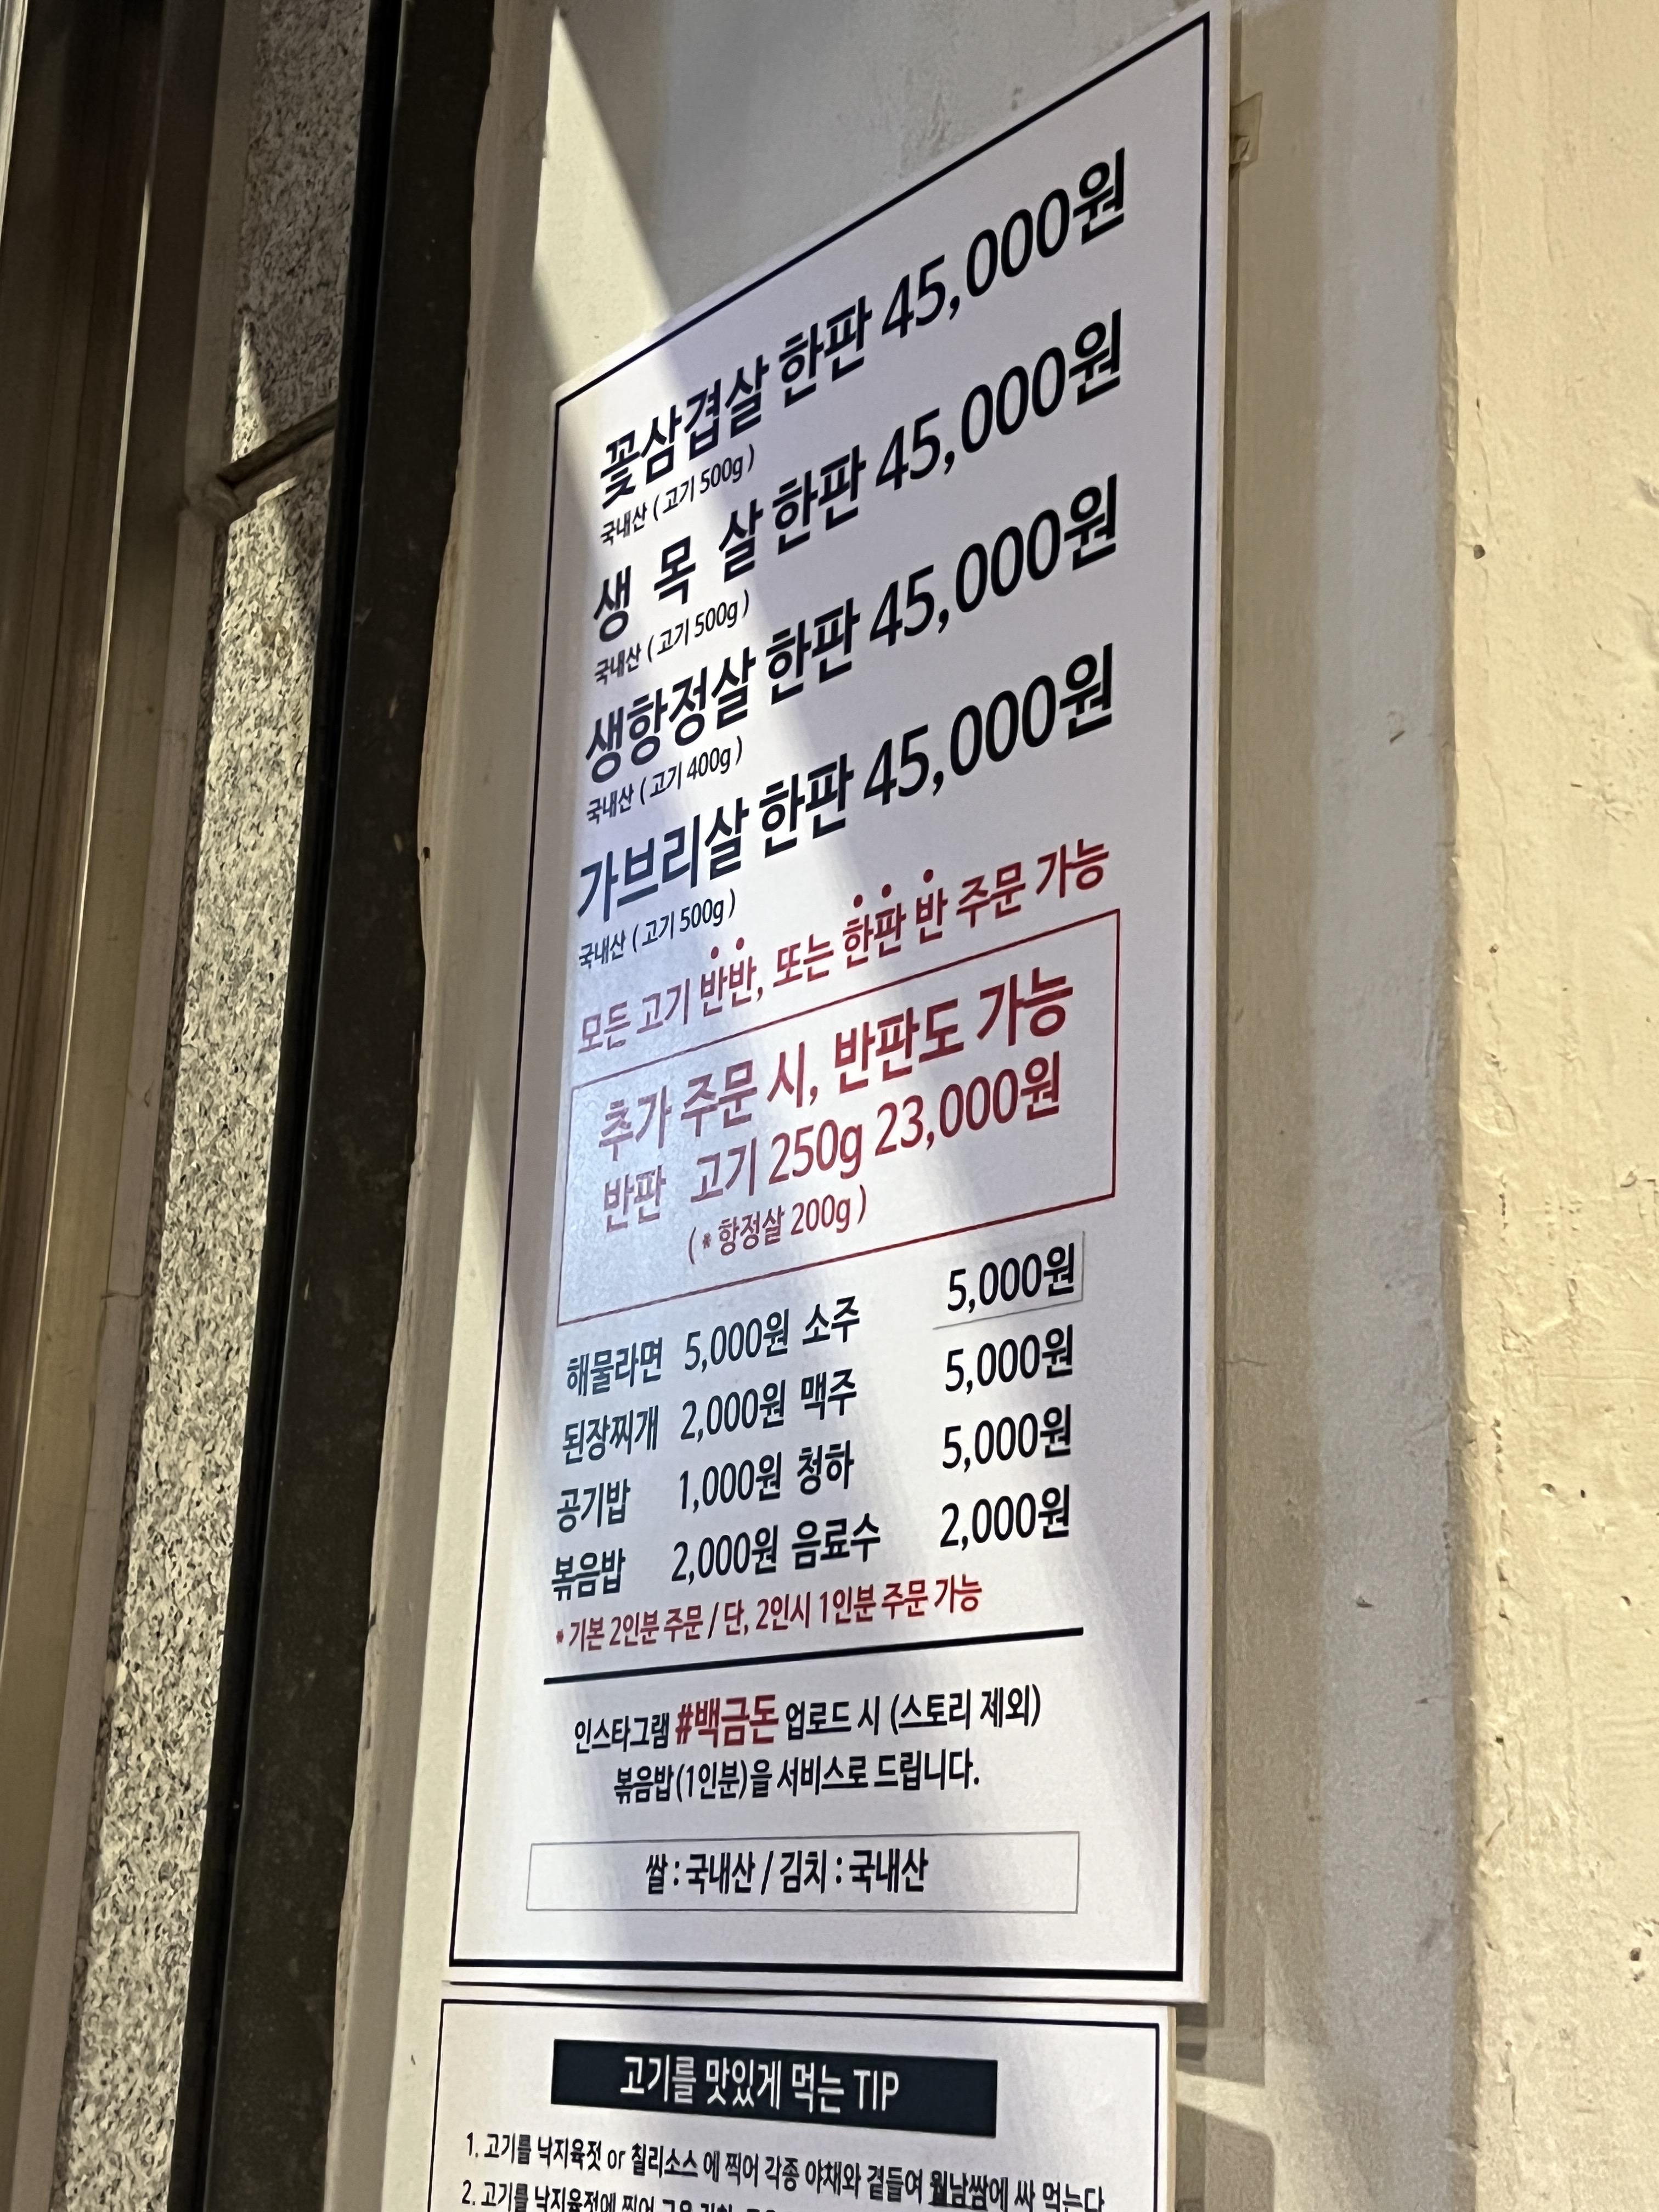 꽃삼겹살 한판 45,000원
국내산 ( 고기 500g )
생 목 살 한판 45,000원
국내산 ( 고기 500g )
생항정살 한판 45,000원
국내산 ( 고기 400g )
가브리살 한판 45,000원
국내산 ( 고기 500g )
모든 고기 반반, 또는 한판 반 주문 가능
추가 주문 시, 반판도 가능
반판 고기 250g 23,000원
( * 항정살 200g )
해물라면 5,000원 소주 5,000원
된장찌개 2,000원 맥주 5,000원
공기밥 1,000원 청하 5,000원
볶음밥 2,000원 음료수 2,000원
* 기본 2인분 주문 / 단, 2인시 1인분 주문 가능
인스타그램 #백금돈 업로드 시 (스토리 제외)
볶음밥(1인분)을 서비스로 드립니다.
쌀 : 국내산 / 김치 : 국내산
고기를 맛있게 먹는 TIP
1. 고기를 낙지육젓 or 칠리소스 에 찍어 각종 야채와 곁들여 월남쌈에 싸 먹는다
2. 고기를 낙지육젓에 찍어